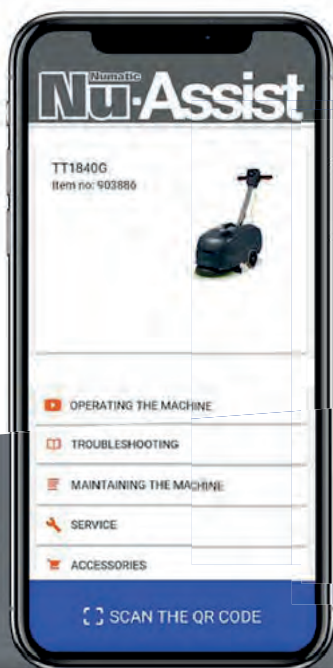 Numatic
Nu-Assist
TT1840G
Item no: 903886
OPERATING THE MACHINE
TROUBLESHOOTING
MAINTAINING THE MACHINE
SERVICE
ACCESSORIES
SCAN THE QR CODE